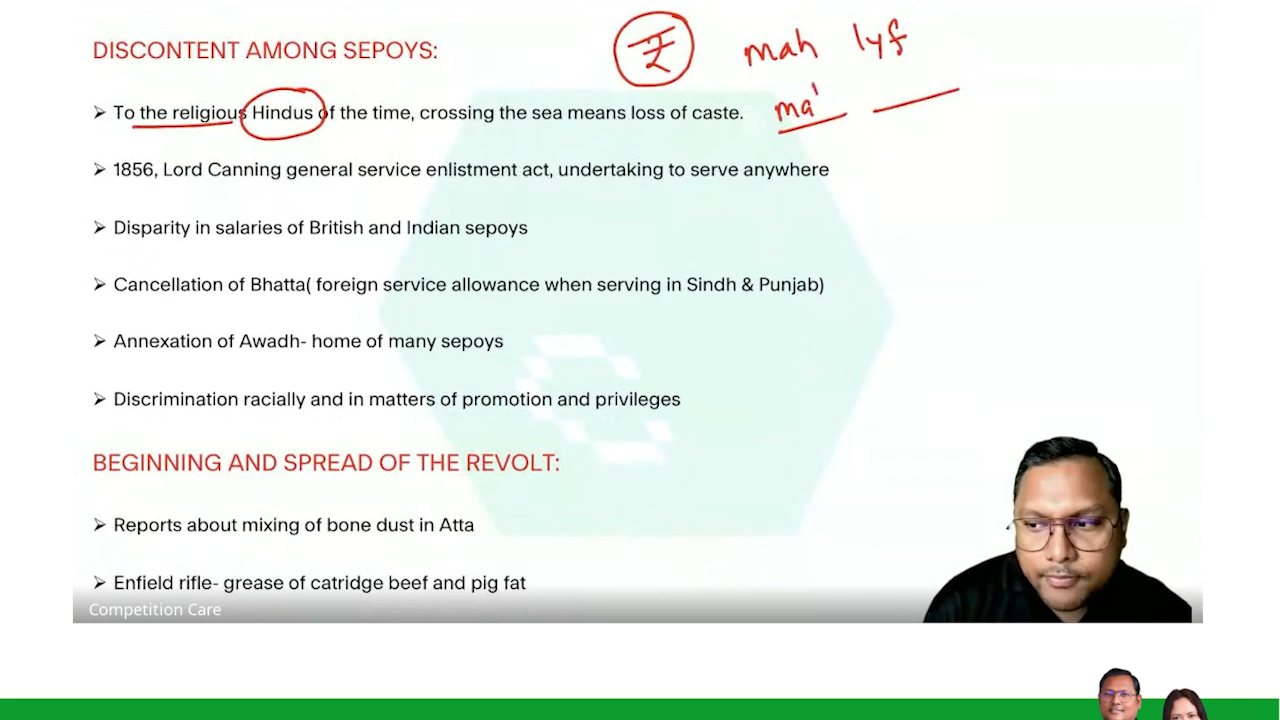 ₹ mah lyf
DISCONTENT AMONG SEPOYS:
➢ To the religious Hindus of the time, crossing the sea means loss of caste. ma'
➢ 1856, Lord Canning general service enlistment act, undertaking to serve anywhere
➢ Disparity in salaries of British and Indian sepoys
➢ Cancellation of Bhatta( foreign service allowance when serving in Sindh & Punjab)
➢ Annexation of Awadh- home of many sepoys
➢ Discrimination racially and in matters of promotion and privileges
BEGINNING AND SPREAD OF THE REVOLT:
➢ Reports about mixing of bone dust in Atta
➢ Enfield rifle- grease of catridge beef and pig fat
Competition Care